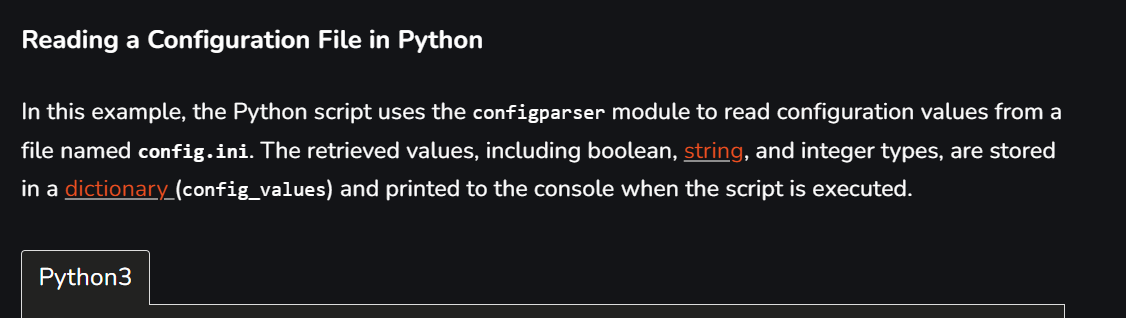 Reading a Configuration File in Python
In this example, the Python script uses the configparser module to read configuration values from a
file named config.ini. The retrieved values, including boolean, string, and integer types, are stored
in a dictionary (config_values) and printed to the console when the script is executed.
Python3